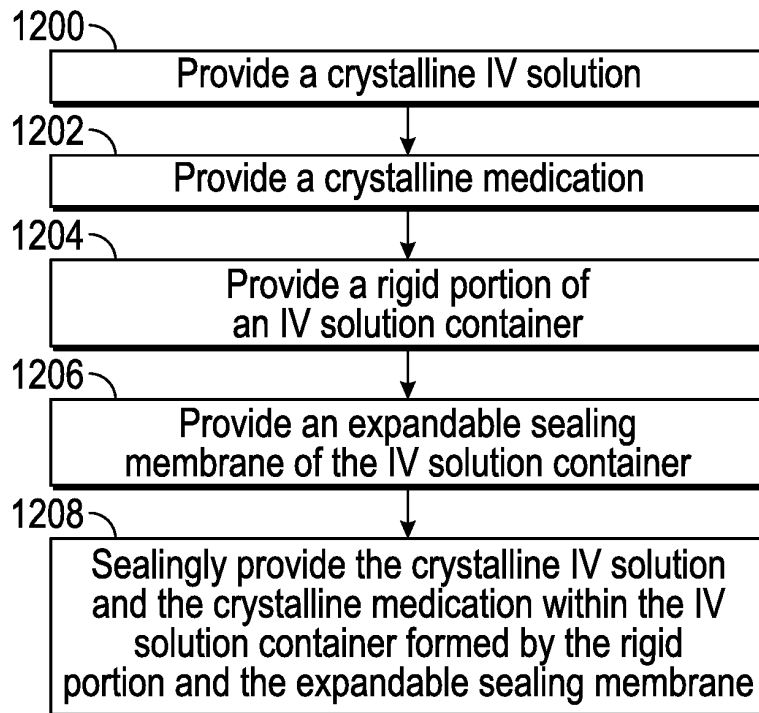 1200
Provide a crystalline IV solution
1202
Provide a crystalline medication
1204
Provide a rigid portion of
an IV solution container
1206
Provide an expandable sealing
membrane of the IV solution container
1208
Sealingly provide the crystalline IV solution
and the crystalline medication within the IV
solution container formed by the rigid
portion and the expandable sealing membrane